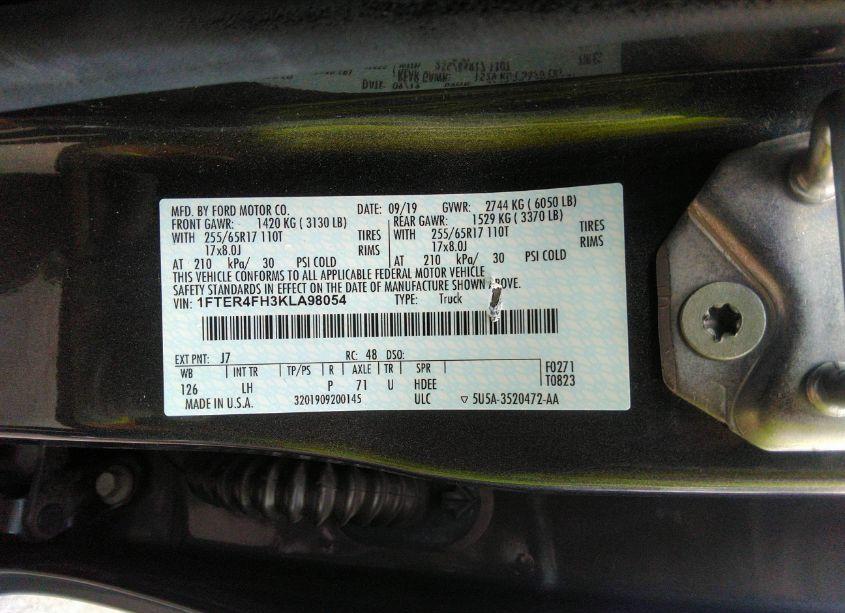 MFD. BY FORD MOTOR CO. DATE: 09/19 GVWR: 2744 KG ( 6050 LB)
FRONT GAWR: 1420 KG ( 3130 LB) REAR GAWR: 1529 KG ( 3370 LB)
WITH 255/65R17 110T TIRES WITH 255/65R17 110T TIRES
17x8.0J RIMS 17x8.0J RIMS
AT 210 kPa/ 30 PSI COLD AT 210 kPa/ 30 PSI COLD
THIS VEHICLE CONFORMS TO ALL APPLICABLE FEDERAL MOTOR VEHICLE
SAFETY STANDARDS IN EFFECT ON THE DATE OF MANUFACTURE SHOWN ABOVE.
VIN: 1FTER4FH3KLA98054 TYPE: Truck
EXT PNT: J7 RC: 48 DSO:
WB INT TR TP/PS R AXLE TR SPR F0271
126 LH P 71 U HDEE T0823
MADE IN U.S.A. 3201909200145 ULC ▽ 5U5A-3520472-AA